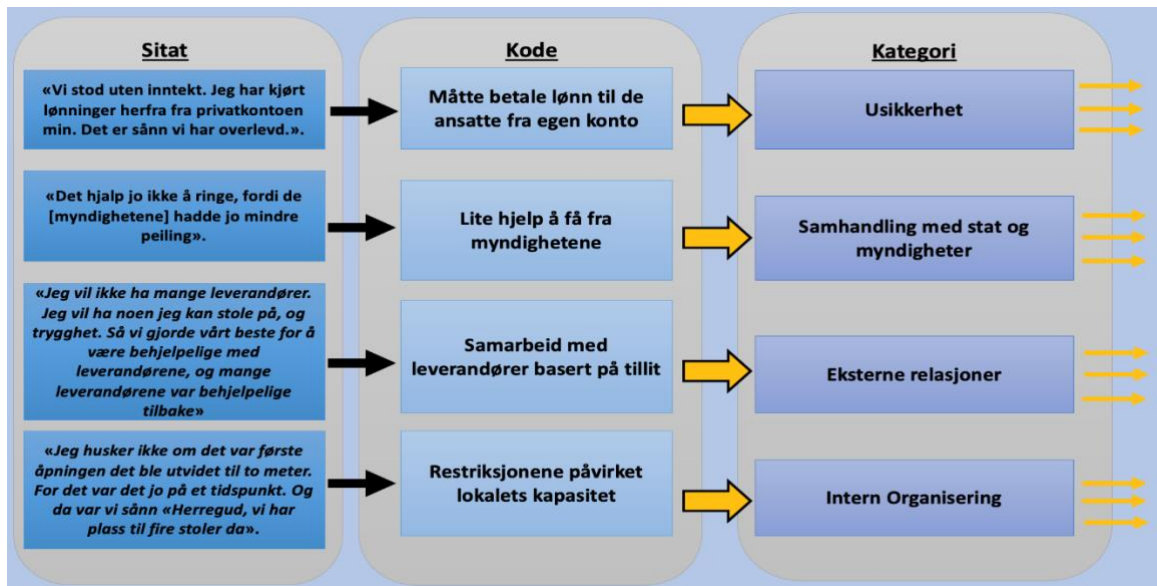 Sitat
«Vi stod uten inntekt. Jeg har kjørt
lønninger herfra fra privatkontoen
min. Det er sånn vi har overlevd.».
Kode
Måtte betale lønn til de
ansatte fra egen konto
Kategori
Usikkerhet
«Det hjalp jo ikke å ringe, fordi de
[myndighetene] hadde jo mindre
peiling».
Lite hjelp å få fra
myndighetene
Samhandling med stat og
myndigheter
«Jeg vil ikke ha mange leverandører.
Jeg vil ha noen jeg kan stole på, og
trygghet. Så vi gjorde vårt beste for å
være behjelpelige med
leverandørene, og mange
leverandørene var behjelpelige
tilbake»
Samarbeid med
leverandører basert på tillit
Eksterne relasjoner
«Jeg husker ikke om det var første
åpningen det ble utvidet til to meter.
For det var det jo på et tidspunkt. Og
da var vi sånn «Herregud, vi har
plass til fire stoler da».
Restriksjonene påvirket
lokalets kapasitet
Intern Organisering